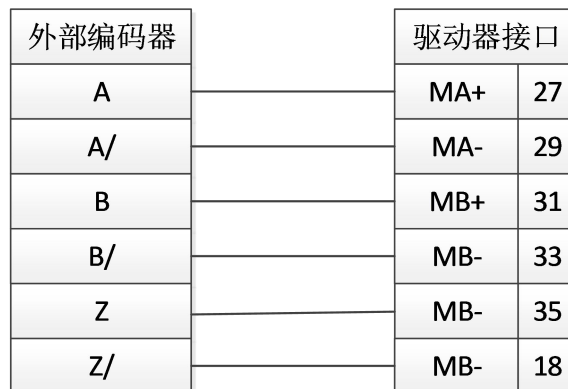 外部编码器 驱动器接口
A MA+ 27
A/ MA- 29
B MB+ 31
B/ MB- 33
Z MB- 35
Z/ MB- 18